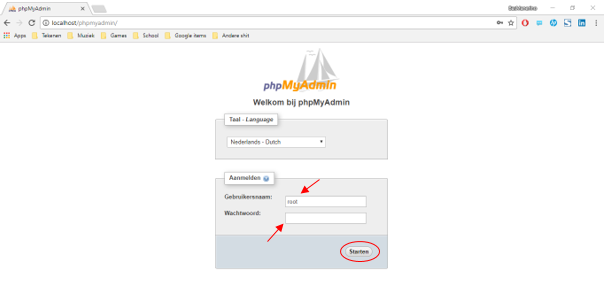 phpMyAdmin
localhost/phpmyadmin/
Apps Tekenen Muziek Games School Google items Andere shit
phpMyAdmin
Welkom bij phpMyAdmin
Taal - Language
Nederlands - Dutch
Aanmelden
Gebruikersnaam:
root
Wachtwoord:
Starten